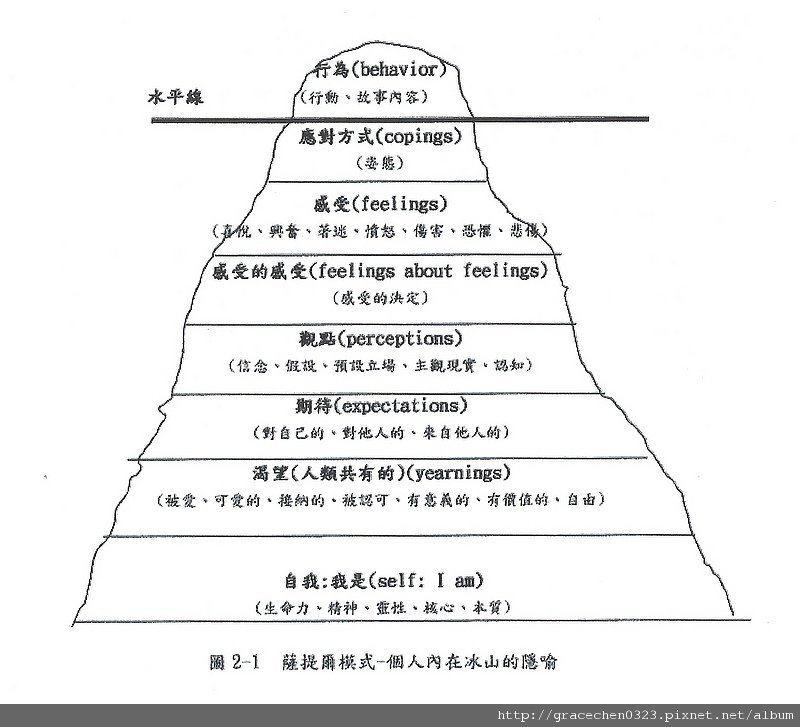 行為(behavior)
水平線
(行動、故事內容)
應對方式(copings)
(姿態)
感受(feelings)
(喜悅、興奮、著迷、憤怒、傷害、恐懼、悲傷)
感受的感受(feelings about feelings)
(感受的決定)
觀點(perceptions)
(信念、假設、預設立場、主觀現實、認知)
期待(expectations)
(對自己的、對他人的、來自他人的)
渴望(人類共有的)(yearnings)
(被愛、可愛的、接納的、被認可、有意義的、有價值的、自由)
自我:我是(self: I am)
(生命力、精神、靈性、核心、本質)
圖 2-1 薩提爾模式-個人內在冰山的隱喻
http://gracechen0323.pixnet.net/album